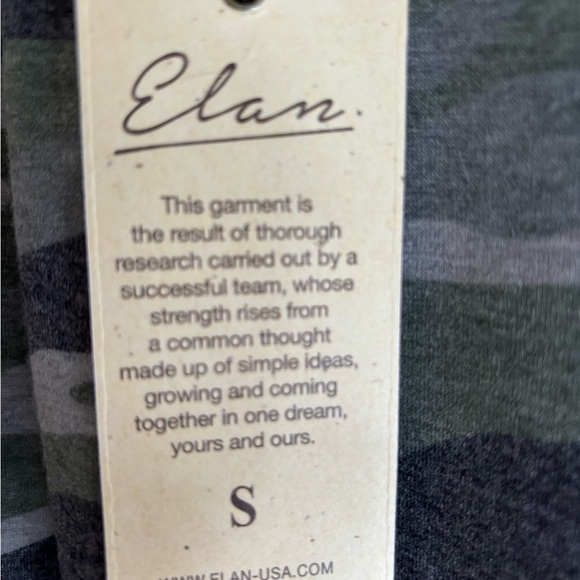 Elan.
This garment is
the result of thorough
research carried out by a
successful team, whose
strength rises from
a common thought
made up of simple ideas,
growing and coming
together in one dream,
yours and ours.
S
WWW.ELAN-USA.COM